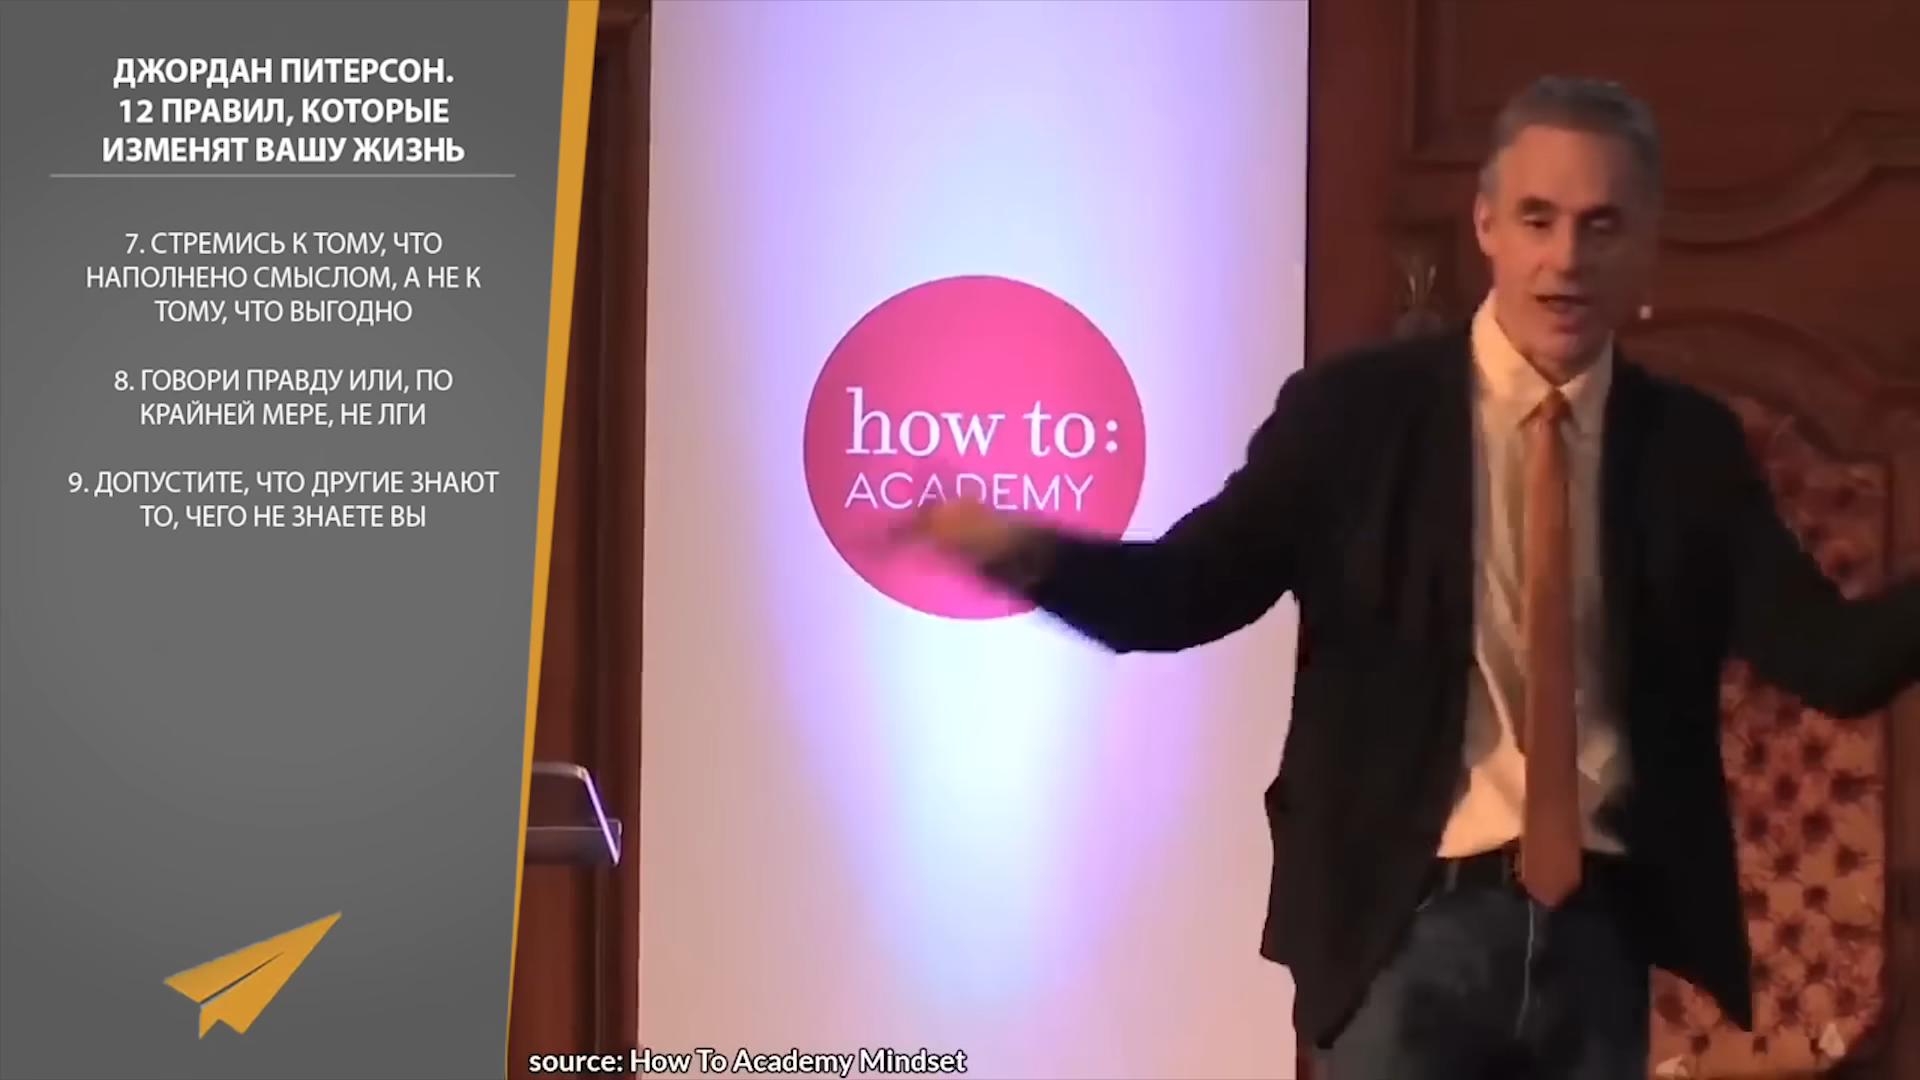 ДЖОРДАН ПИТЕРСОН.
12 ПРАВИЛ, КОТОРЫЕ
ИЗМЕНЯТ ВАШУ ЖИЗНЬ
7. СТРЕМИСЬ К ТОМУ, ЧТО
НАПОЛНЕНО СМЫСЛОМ, А НЕ К
ТОМУ, ЧТО ВЫГОДНО
8. ГОВОРИ ПРАВДУ ИЛИ, ПО
КРАЙНЕЙ МЕРЕ, НЕ ЛГИ
9. ДОПУСТИТЕ, ЧТО ДРУГИЕ ЗНАЮТ
ТО, ЧЕГО НЕ ЗНАЕТЕ ВЫ
how to:
ACADEMY
source: How To Academy Mindset